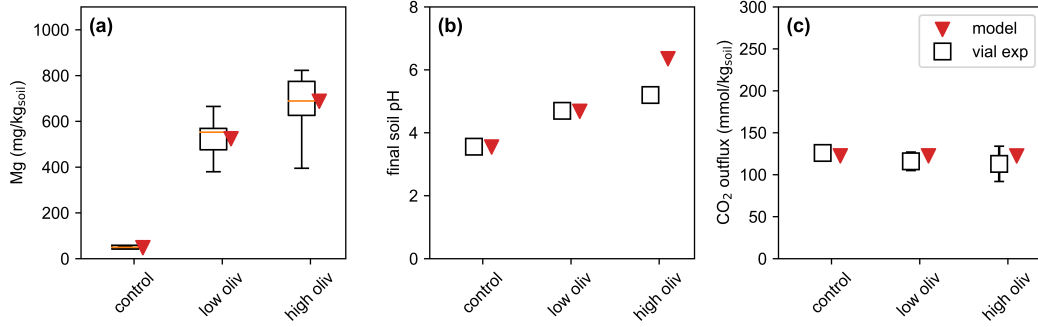 (a)
Mg (mg/kgsoil)
1000
800
600
400
200
0
control
low oliv
high oliv
(b)
final soil pH
8
6
4
2
0
control
low oliv
high oliv
(c)
CO2 outflux (mmol/kgsoil)
300
250
200
150
100
50
0
control
low oliv
high oliv
model
vial exp